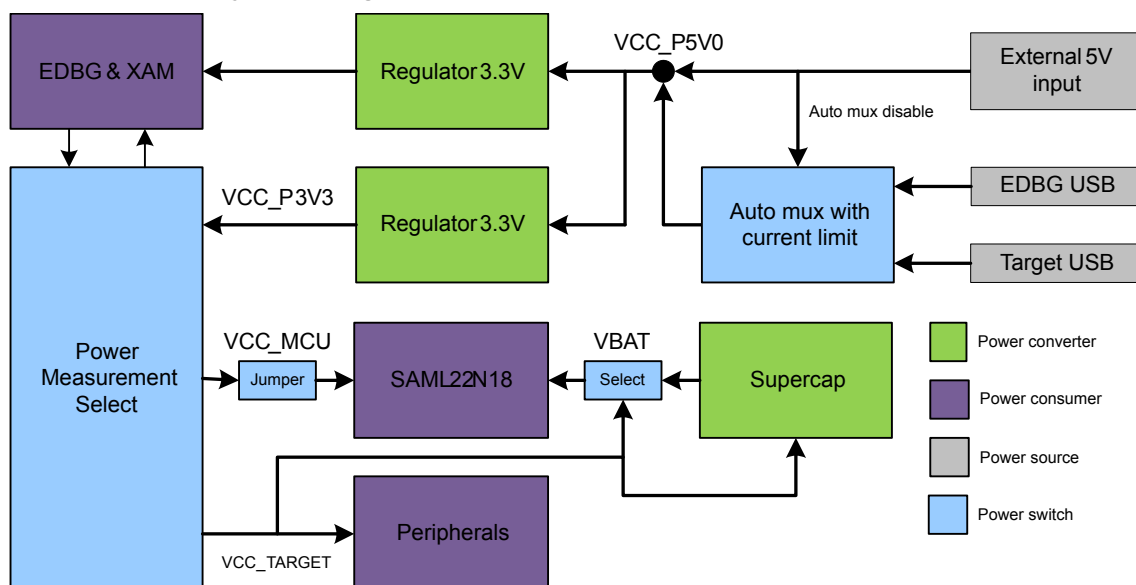 VCC_P5V0
EDBG & XAM
Regulator 3.3V
External 5V
input
Auto mux disable
VCC_P3V3
Regulator 3.3V
Auto mux with
current limit
EDBG USB
Target USB
Power
Measurement
Select
VCC_MCU
Jumper
SAML22N18
VBAT
Select
Supercap
Power converter
Power consumer
Power source
Power switch
Peripherals
VCC_TARGET